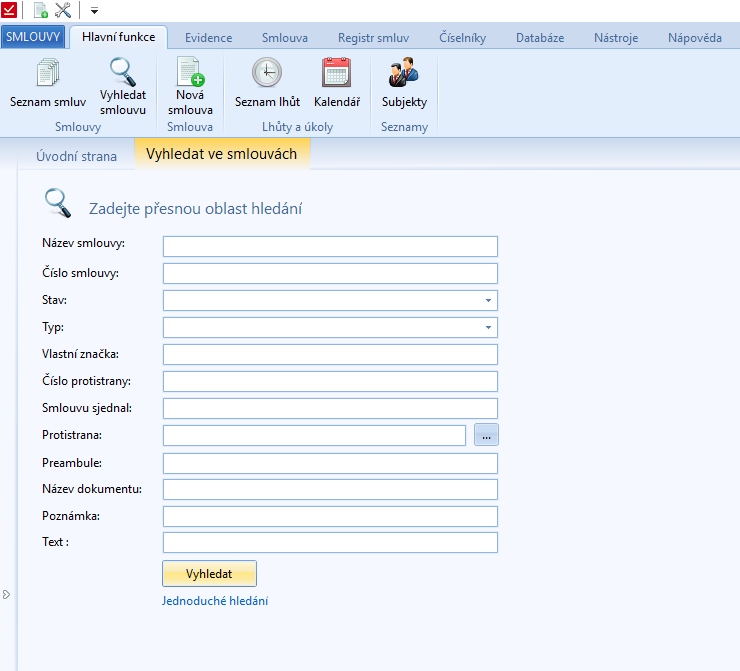 SMLOUVY Hlavní funkce Evidence Smlouva Registr smluv Číselníky Databáze Nástroje Nápověda
Seznam smluv Vyhledat smlouvu Nová smlouva Seznam lhůt Kalendář Subjekty
Smlouvy Smlouva Lhůty a úkoly Seznamy
Úvodní strana Vyhledat ve smlouvách
Zadejte přesnou oblast hledání
Název smlouvy:
Číslo smlouvy:
Stav:
Typ:
Vlastní značka:
Číslo protistrany:
Smlouvu sjednal:
Protistrana: ...
Preambule:
Název dokumentu:
Poznámka:
Text :
Vyhledat
Jednoduché hledání